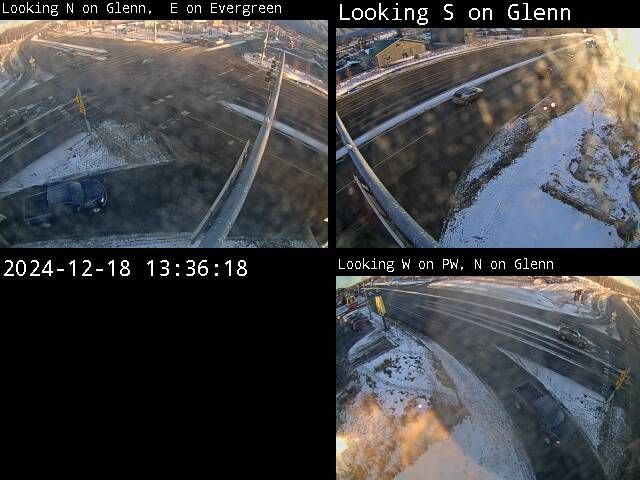 Looking N on Glenn,  E on Evergreen
Looking S on Glenn
2024-12-18 13:36:18
Looking W on PW, N on Glenn